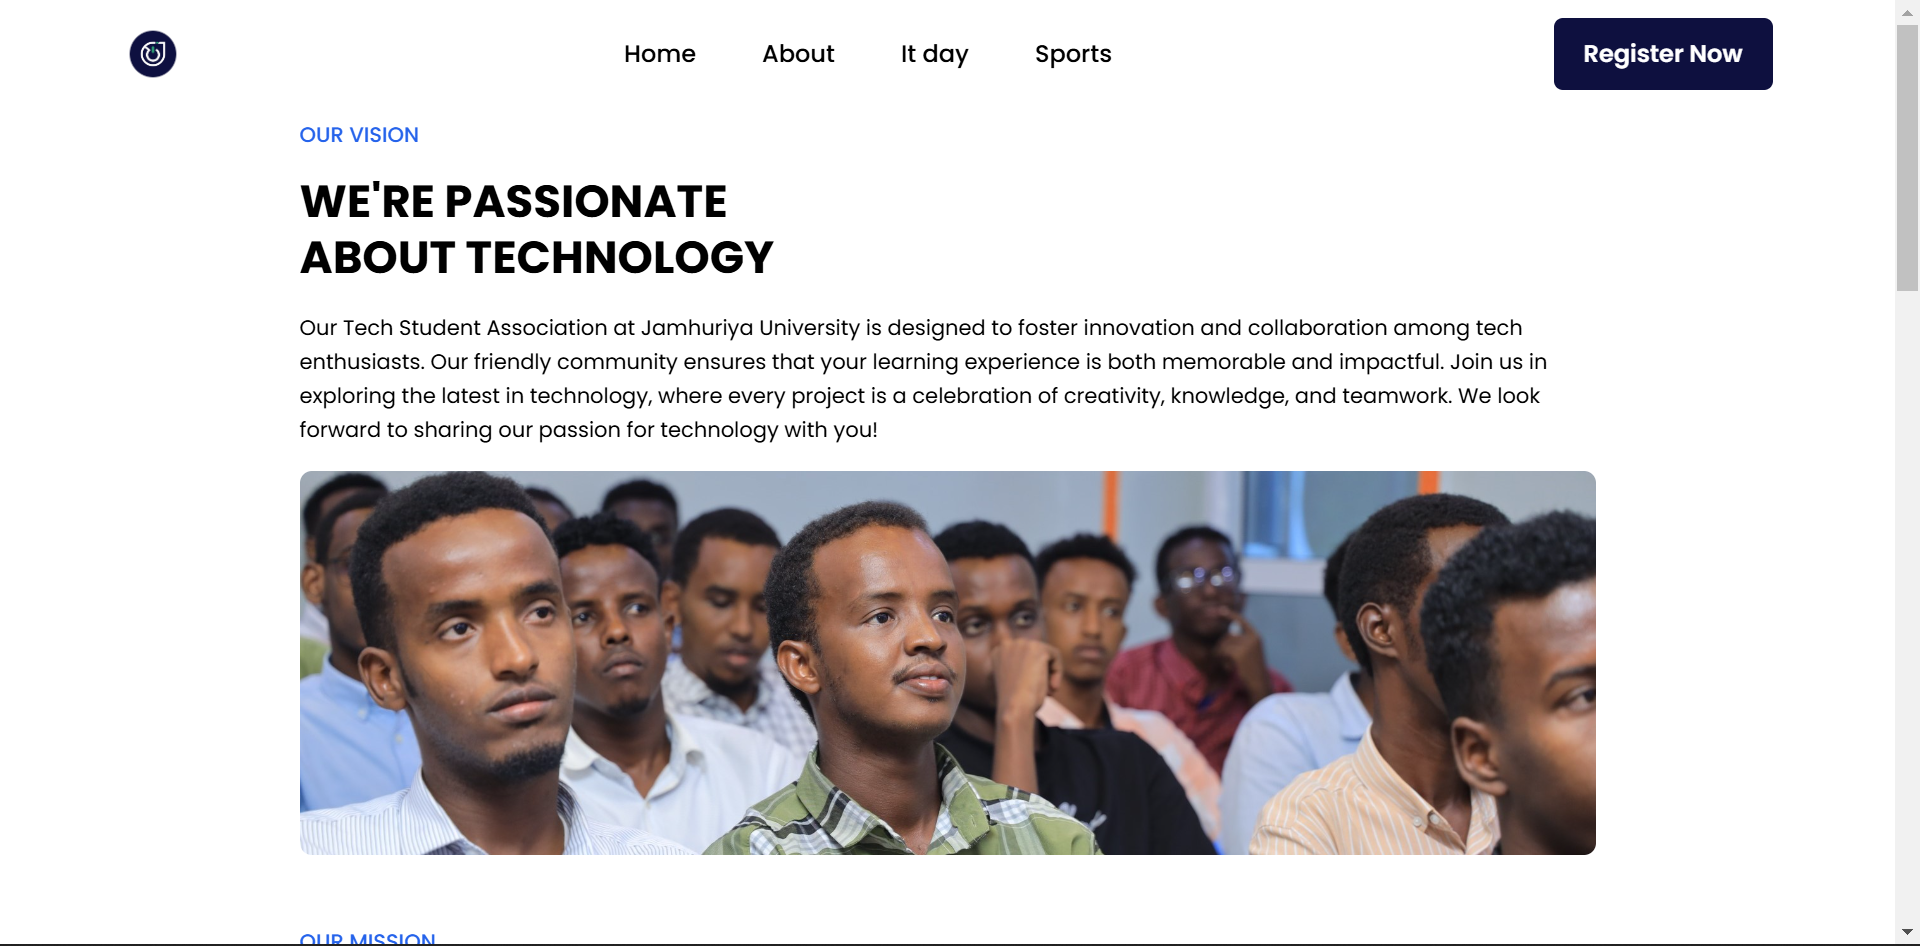 Home About It day Sports Register Now
OUR VISION
WE'RE PASSIONATE
ABOUT TECHNOLOGY
Our Tech Student Association at Jamhuriya University is designed to foster innovation and collaboration among tech
enthusiasts. Our friendly community ensures that your learning experience is both memorable and impactful. Join us in
exploring the latest in technology, where every project is a celebration of creativity, knowledge, and teamwork. We look
forward to sharing our passion for technology with you!
OUR MISSION